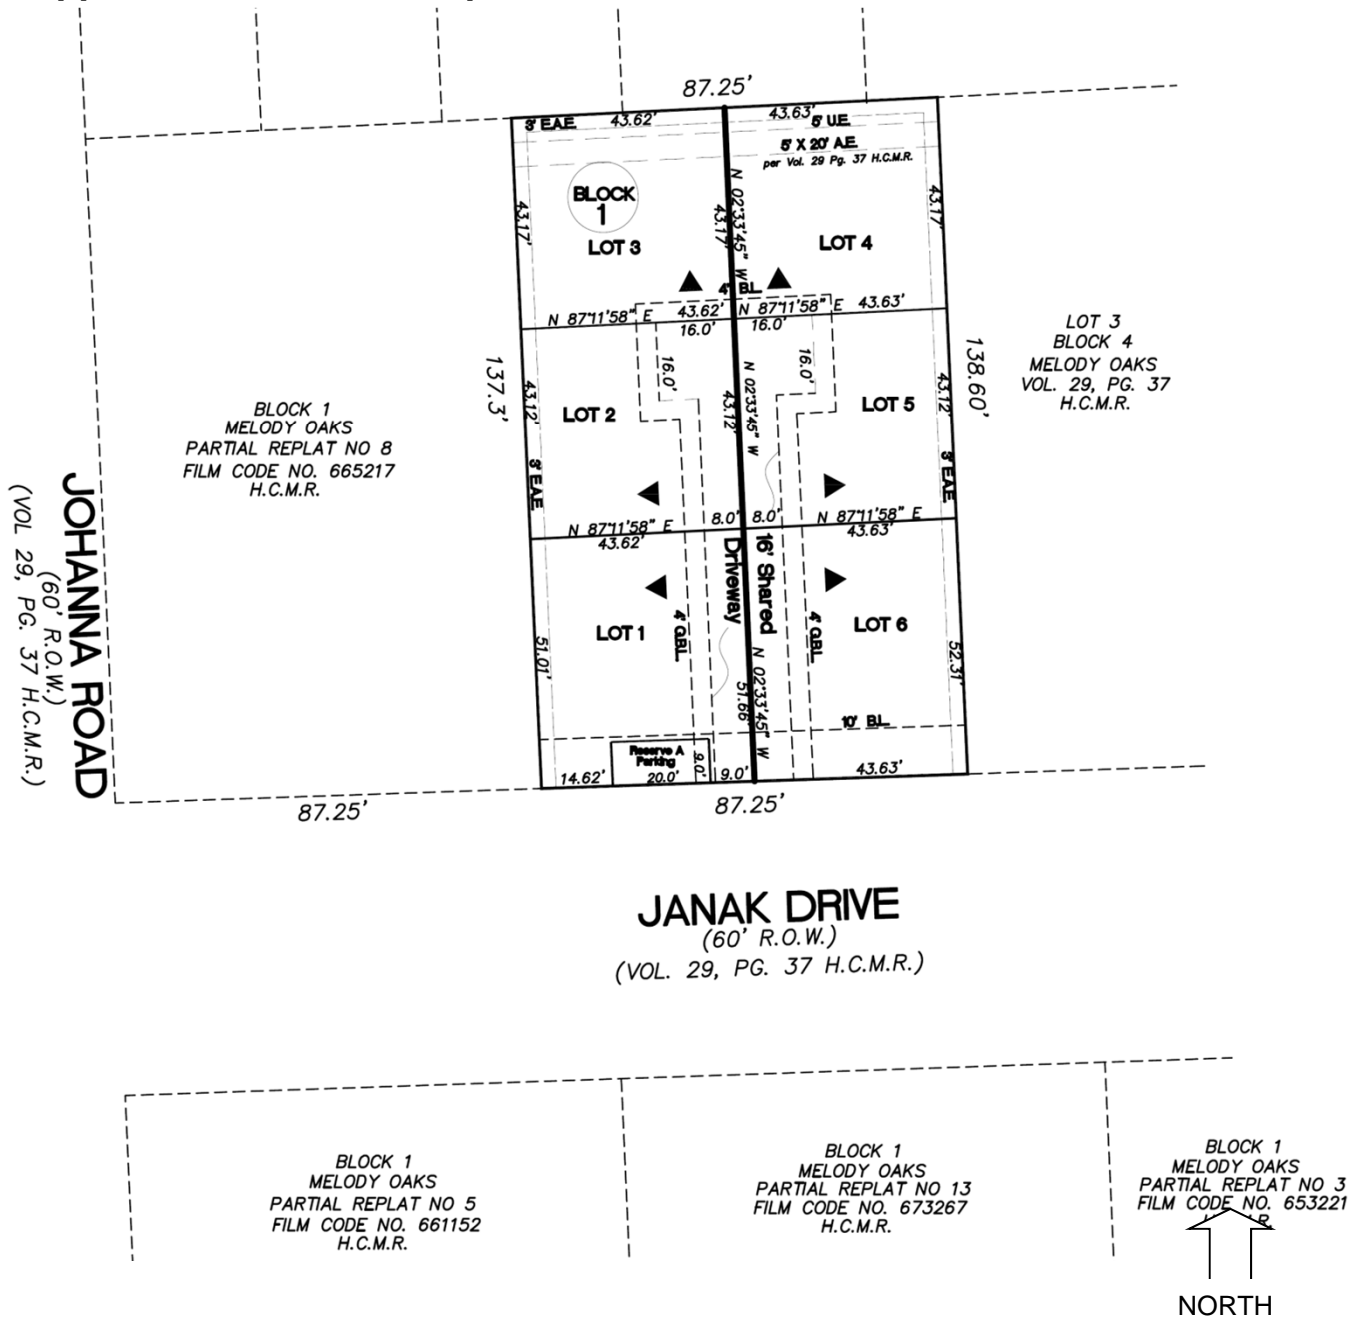 87.25'
3' E.A.E.
43.62'
43.63'
5' U.E.
5' X 20' A.E.
per Vol. 29 Pg. 37 H.C.M.R.
BLOCK
1
43.17'
43.17'
N 02°33'45" W
43.17'
LOT 3
LOT 4
4' B.L.
N 87°11'58" E
43.62'
N 87°11'58" E
43.63'
16.0'
16.0'
137.3'
43.12'
16.0'
43.12'
N 02°33'45" W
16.0'
43.12'
138.60'
LOT 2
LOT 5
3' E.A.E.
3' E.A.E.
N 87°11'58" E
8.0'
8.0'
N 87°11'58" E
43.62'
43.63'
16' Shared
Driveway
LOT 1
4' G.B.L.
4' G.B.L.
LOT 6
51.01'
51.66'
N 02°33'45" W
52.31'
10' B.L.
Reserve A
Parking
9.0'
14.62'
20.0'
9.0'
43.63'
87.25'
87.25'
BLOCK 1
MELODY OAKS
PARTIAL REPLAT NO 8
FILM CODE NO. 665217
H.C.M.R.
LOT 3
BLOCK 4
MELODY OAKS
VOL. 29, PG. 37
H.C.M.R.
JOHANNA ROAD
(60' R.O.W.)
(VOL 29, PG. 37 H.C.M.R.)
JANAK DRIVE
(60' R.O.W.)
(VOL. 29, PG. 37 H.C.M.R.)
BLOCK 1
MELODY OAKS
PARTIAL REPLAT NO 5
FILM CODE NO. 661152
H.C.M.R.
BLOCK 1
MELODY OAKS
PARTIAL REPLAT NO 13
FILM CODE NO. 673267
H.C.M.R.
BLOCK 1
MELODY OAKS
PARTIAL REPLAT NO 3
FILM CODE NO. 653221
NORTH